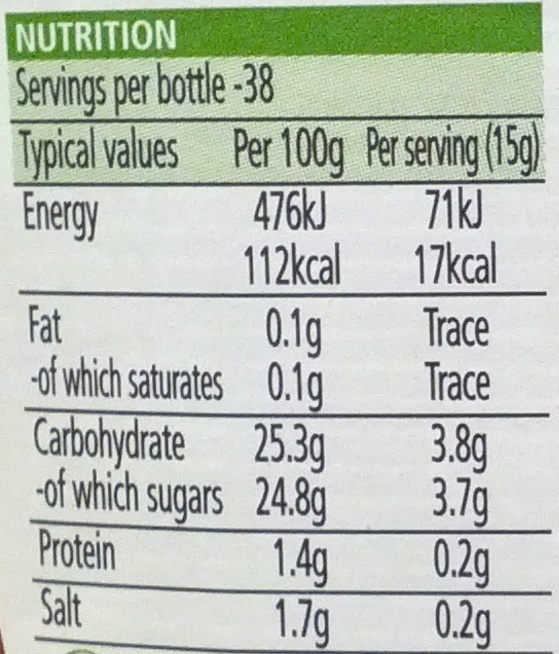 NUTRITION
Servings per bottle -38
Typical values Per 100g Per serving (15g)
Energy 476kJ 71kJ
112kcal 17kcal
Fat 0.1g Trace
-of which saturates 0.1g Trace
Carbohydrate 25.3g 3.8g
-of which sugars 24.8g 3.7g
Protein 1.4g 0.2g
Salt 1.7g 0.2g